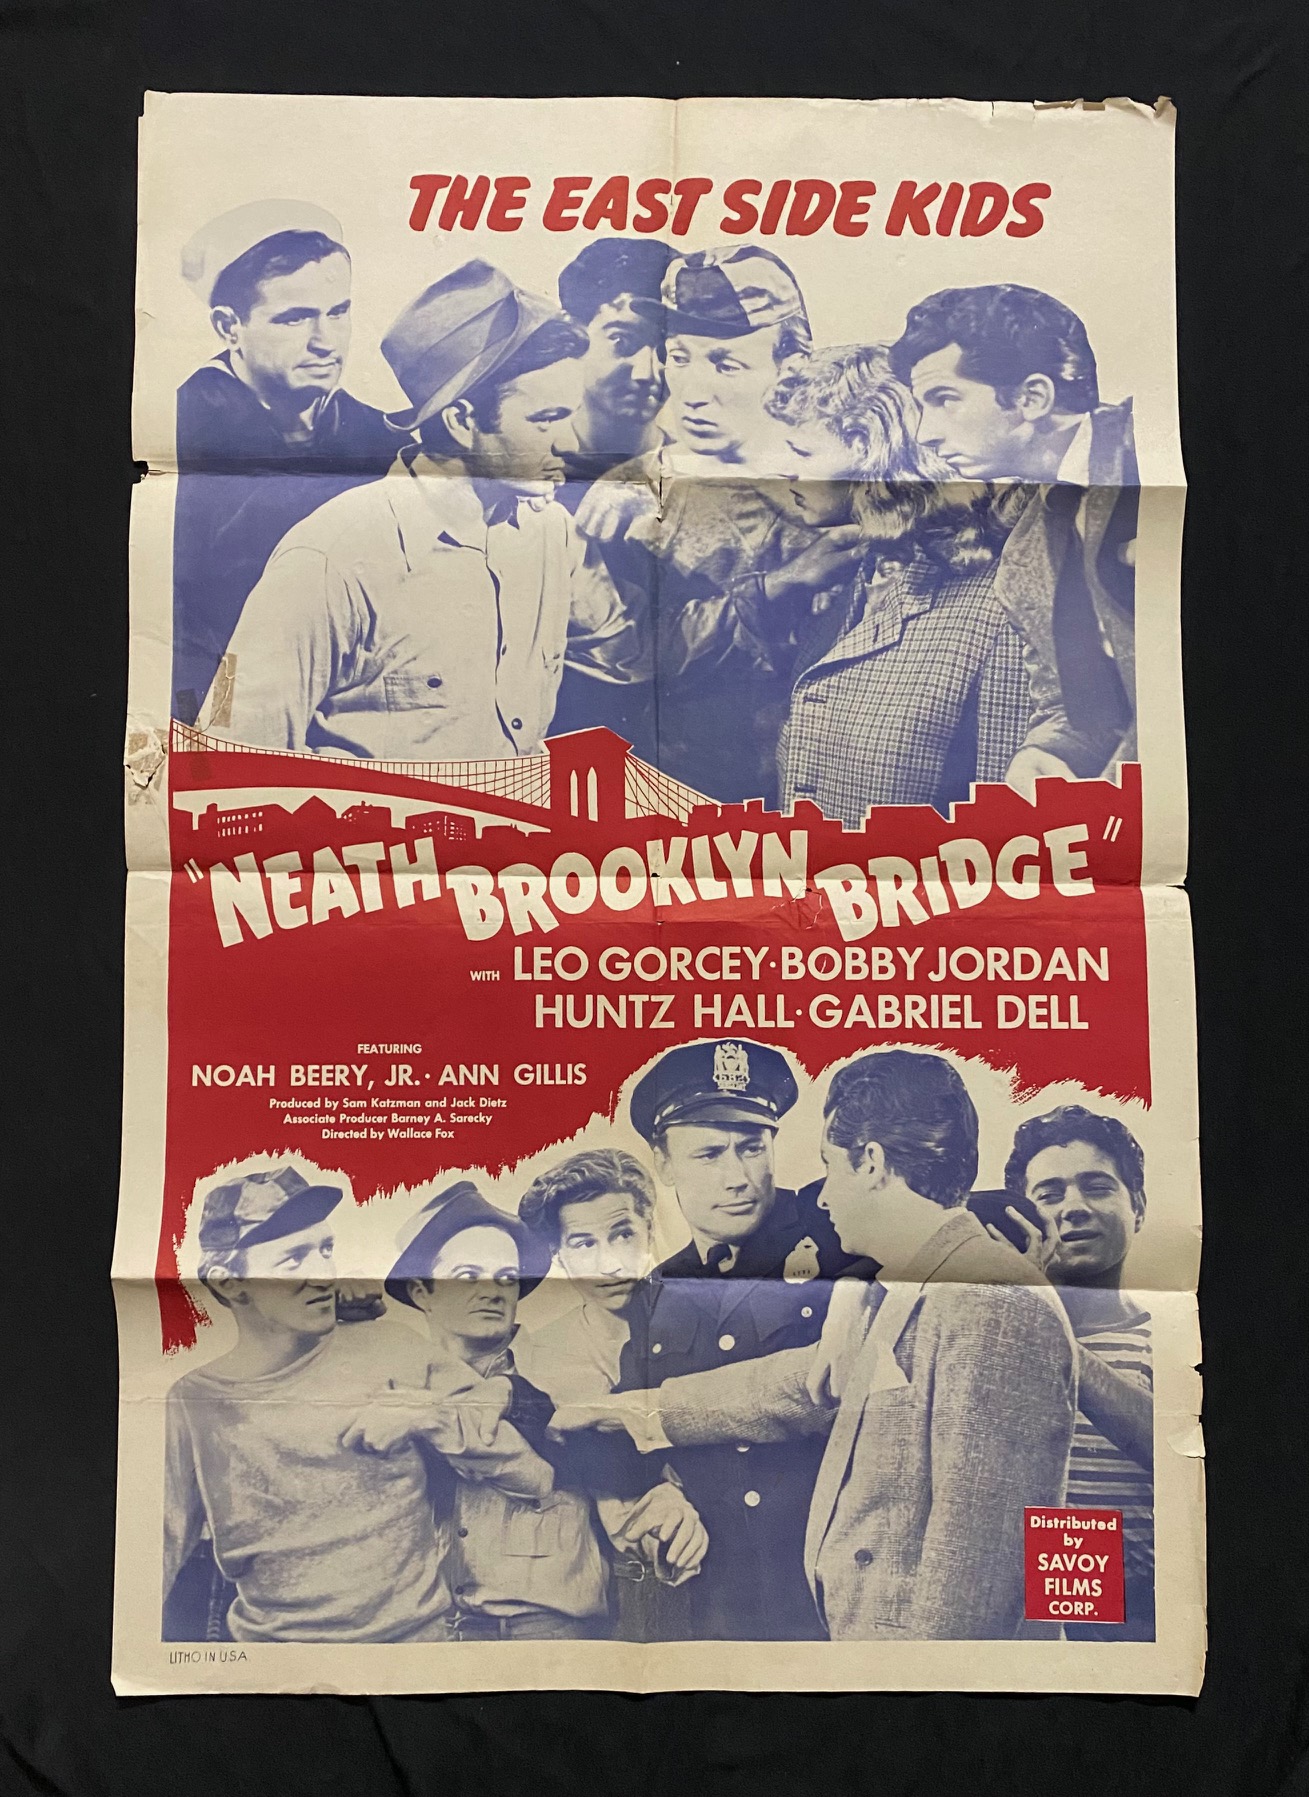 THE EAST SIDE KIDS
"NEATH BROOKLYN BRIDGE"
WITH LEO GORCEY·BOBBY JORDAN
HUNTZ HALL·GABRIEL DELL
FEATURING
NOAH BEERY, JR.· ANN GILLIS
Produced by Sam Katzman and Jack Dietz
Associate Producer Barney A. Sarecky
Directed by Wallace Fox
Distributed
by
SAVOY
FILMS
CORP.
LITHO IN U.S.A.